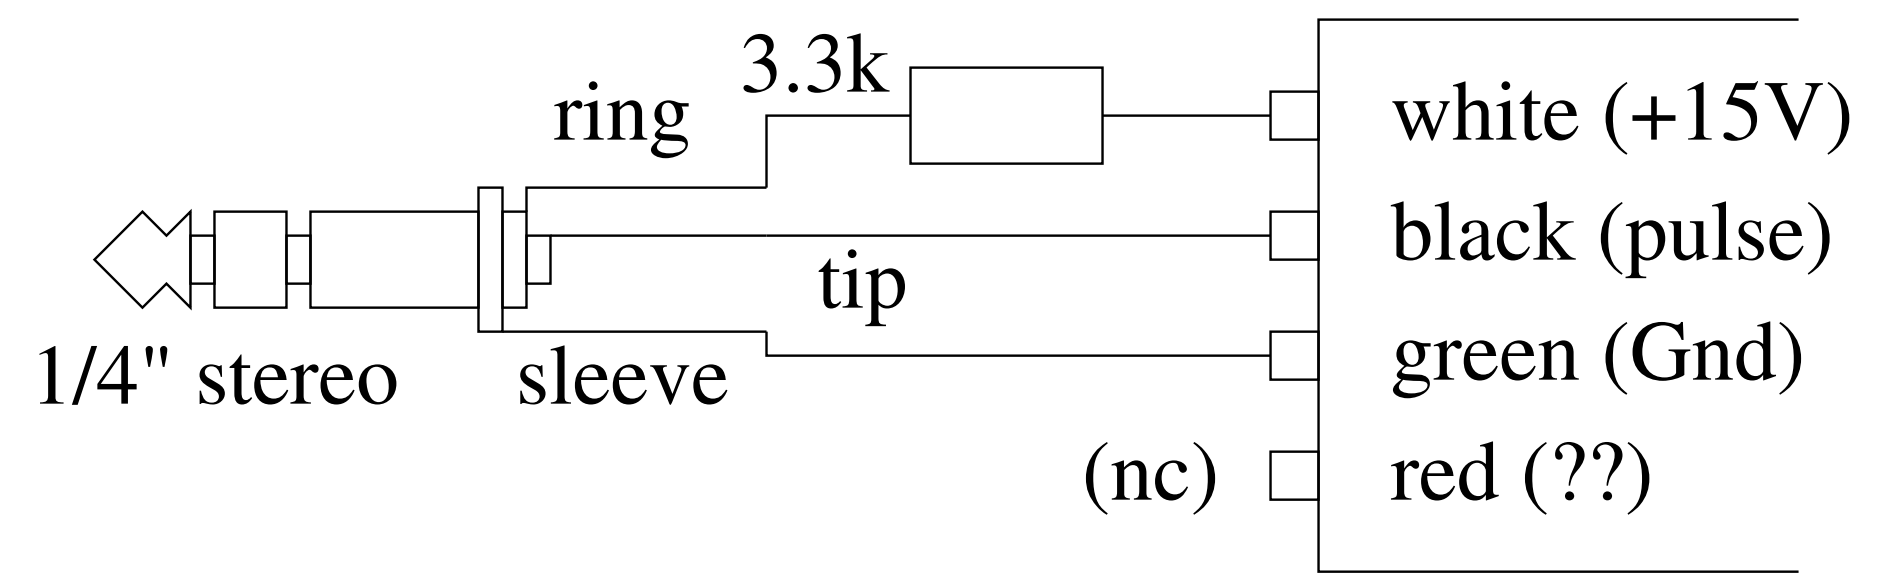 3.3k
ring
white (+15V)
black (pulse)
tip
1/4" stereo
sleeve
green (Gnd)
(nc)
red (??)